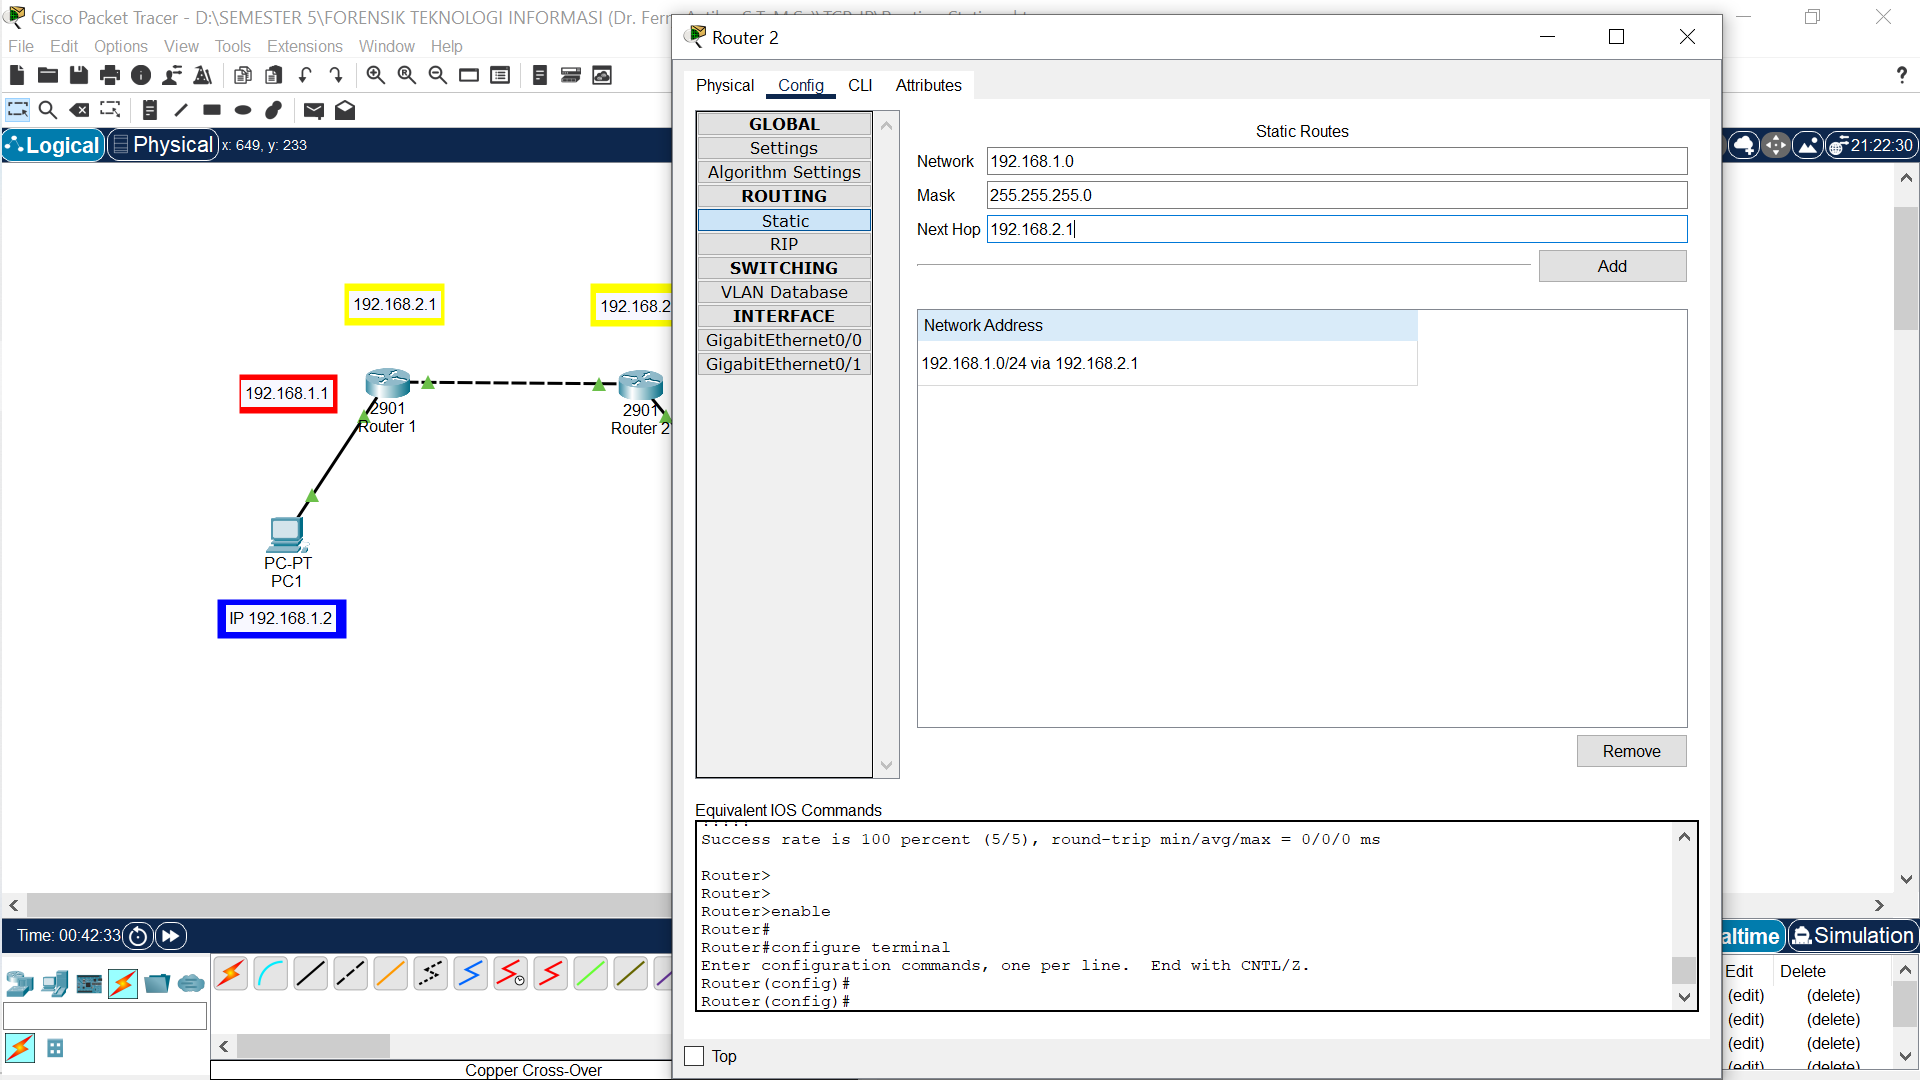 Cisco Packet Tracer - D:\SEMESTER 5\FORENSIK TEKNOLOGI INFORMASI (Dr. Fern
File Edit Options View Tools Extensions Window Help
?
Logical Physical x: 649, y: 233
21:22:30
192.168.2.1
192.168.2
192.168.1.1
2901
Router 1
2901
Router 2
PC-PT
PC1
IP 192.168.1.2
Router 2
Physical Config CLI Attributes
GLOBAL
Settings
Algorithm Settings
ROUTING
Static
RIP
SWITCHING
VLAN Database
INTERFACE
GigabitEthernet0/0
GigabitEthernet0/1
Static Routes
Network 192.168.1.0
Mask 255.255.255.0
Next Hop 192.168.2.1
Add
Network Address
192.168.1.0/24 via 192.168.2.1
Remove
Equivalent IOS Commands
Success rate is 100 percent (5/5), round-trip min/avg/max = 0/0/0 ms
Router>
Router>
Router>enable
Router#
Router#configure terminal
Enter configuration commands, one per line.  End with CNTL/Z.
Router(config)#
Router(config)#
Top
Time: 00:42:33
altime Simulation
Edit Delete
(edit) (delete)
(edit) (delete)
(edit) (delete)
(edit) (delete)
Copper Cross-Over